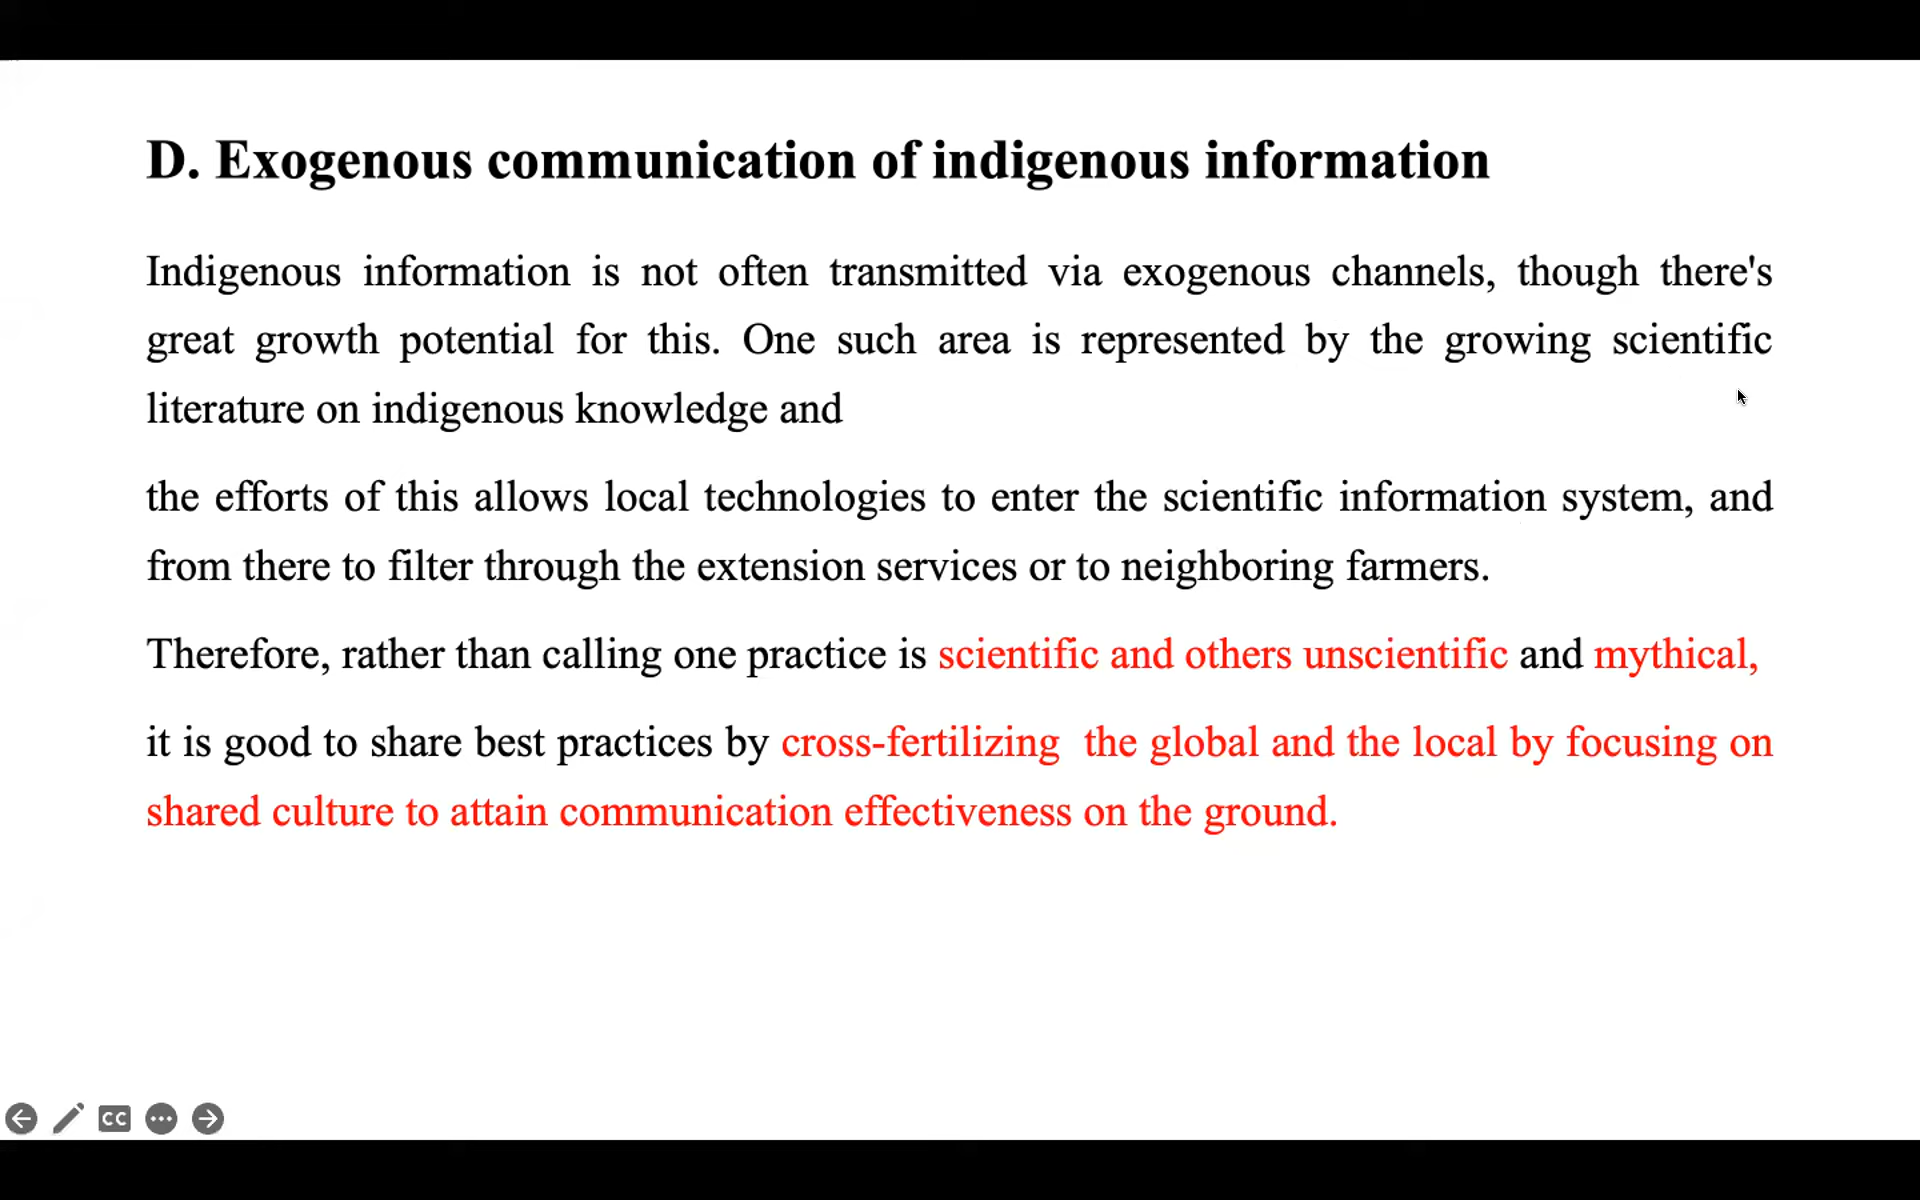 D. Exogenous communication of indigenous information
Indigenous information is not often transmitted via exogenous channels, though there's
great growth potential for this. One such area is represented by the growing scientific
literature on indigenous knowledge and
the efforts of this allows local technologies to enter the scientific information system, and
from there to filter through the extension services or to neighboring farmers.
Therefore, rather than calling one practice is scientific and others unscientific and mythical,
it is good to share best practices by cross-fertilizing  the global and the local by focusing on
shared culture to attain communication effectiveness on the ground.
CC